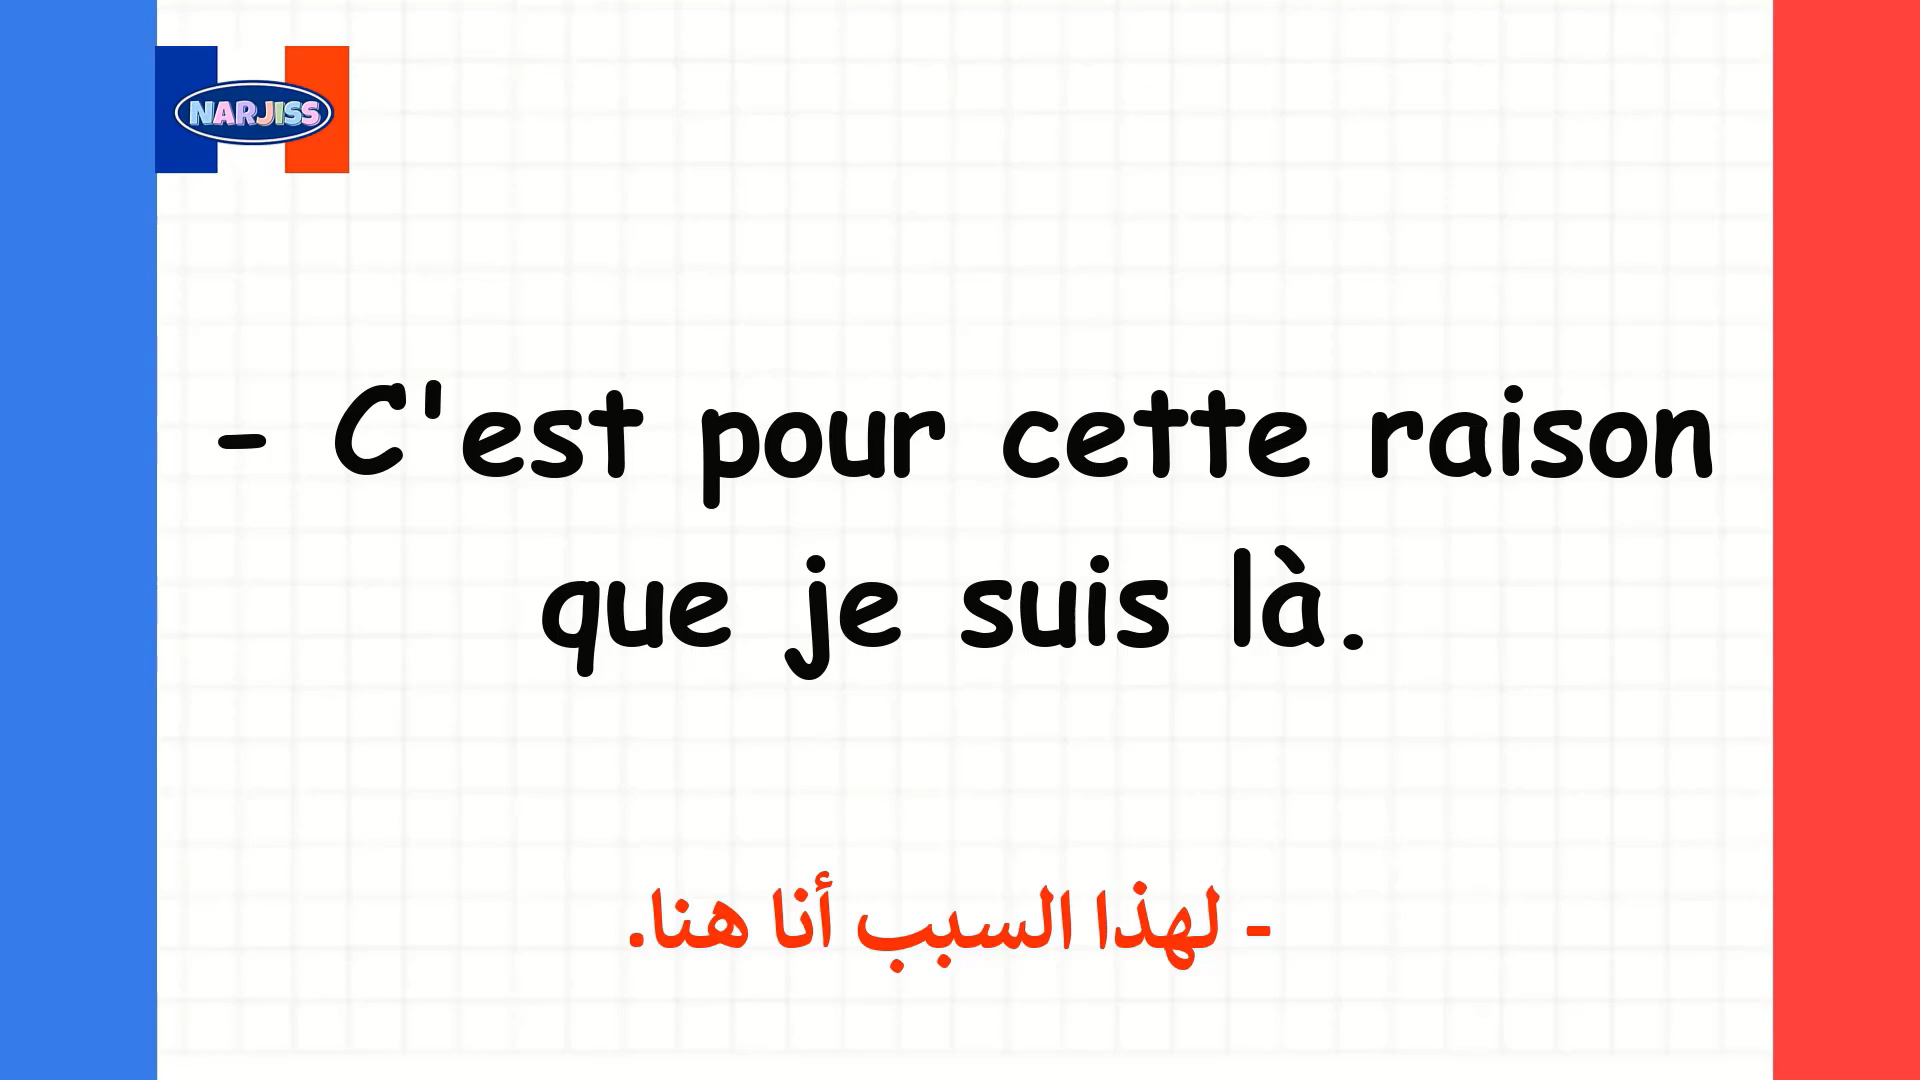 NARJISS
- C'est pour cette raison
que je suis là.
- لهذا السبب أنا هنا.